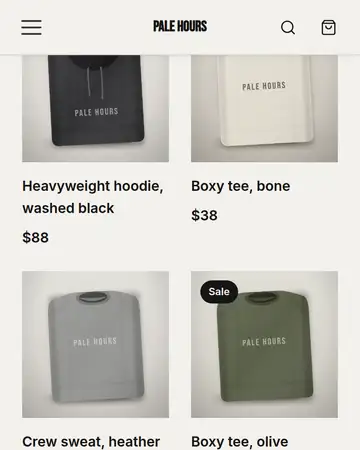 PALE HOURS
PALE HOURS
PALE HOURS
Heavyweight hoodie,
washed black
$88
Boxy tee, bone
$38
PALE HOURS
Sale
PALE HOURS
Crew sweat, heather
Boxy tee, olive